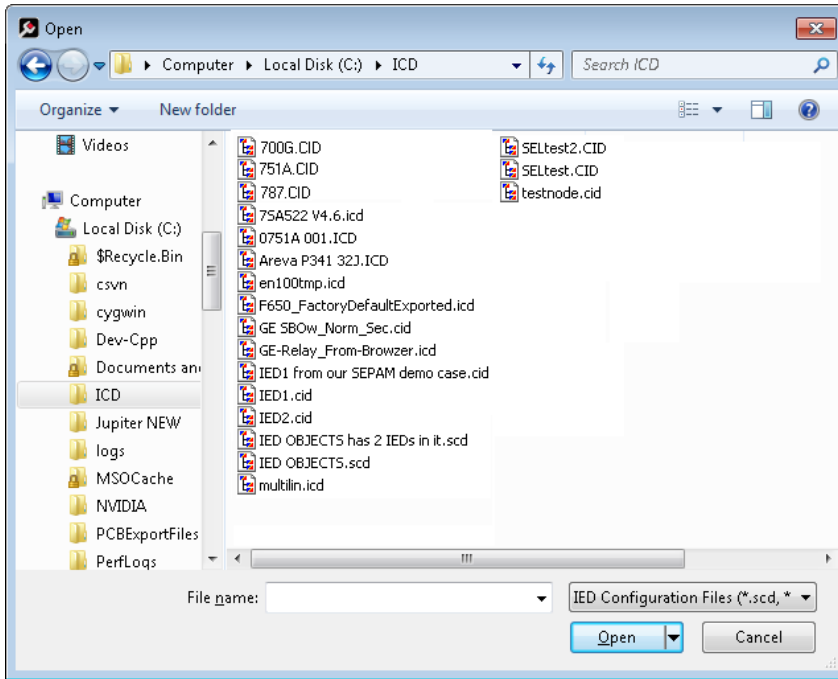 Open
Computer Local Disk (C:) ICD
Search ICD
Organize New folder
Videos
Computer
Local Disk (C:)
$Recycle.Bin
csvn
cygwin
Dev-Cpp
Documents an
ICD
Jupiter NEW
logs
MSOCache
NVIDIA
PCBExportFiles
PerfLogs
700G.CID
751A.CID
787.CID
7SA522 V4.6.icd
0751A 001.ICD
Areva P341 32J.ICD
en100tmp.icd
F650_FactoryDefaultExported.icd
GE SBOw_Norm_Sec.cid
GE-Relay_From-Browzer.icd
IED1 from our SEPAM demo case.cid
IED1.cid
IED2.cid
IED OBJECTS has 2 IEDs in it.scd
IED OBJECTS.scd
multilin.icd
SELtest2.CID
SELtest.CID
testnode.cid
File name:
IED Configuration Files (*.scd, *
Open Cancel